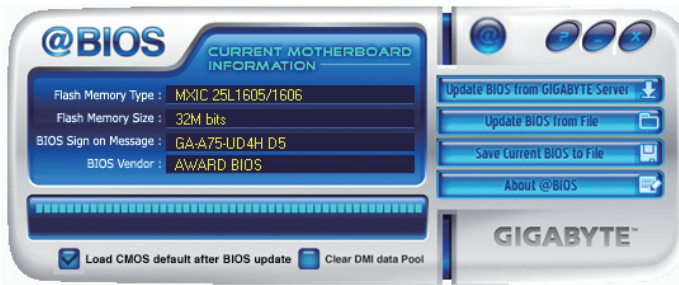 @BIOS
CURRENT MOTHERBOARD
INFORMATION
Flash Memory Type : MXIC 25L1605/1606
Flash Memory Size : 32M bits
BIOS Sign on Message : GA-A75-UD4H D5
BIOS Vendor : AWARD BIOS
Load CMOS default after BIOS update
Clear DMI data Pool
@
? _ X
Update BIOS from GIGABYTE Server
Update BIOS from File
Save Current BIOS to File
About @BIOS
GIGABYTE™